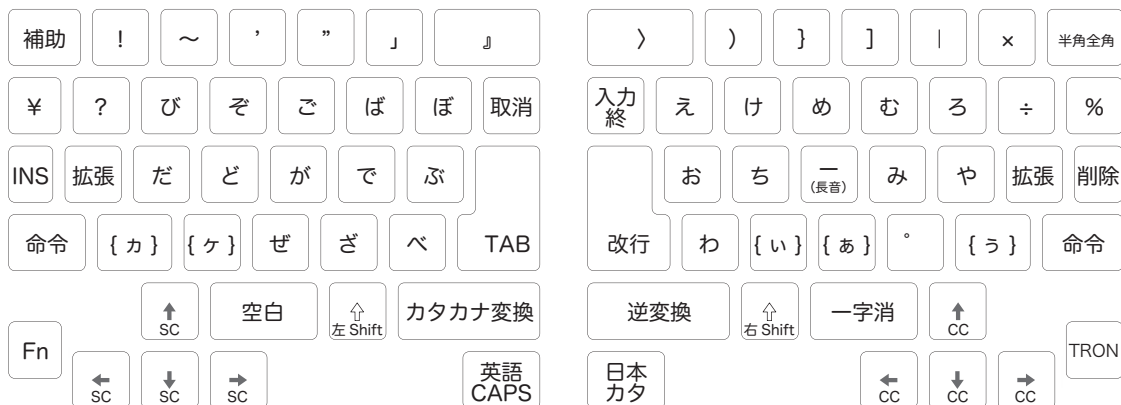 補助 ! ～ ’ ” 」 』 〉 ) } ] | × 半角全角
¥ ? び ぞ ご ば ぼ 取消 入力終 え け め む ろ ÷ %
INS 拡張 だ ど が で ぶ お ち ー(長音) み や 拡張 削除
命令 {ヵ} {ヶ} ぜ ざ べ TAB 改行 わ {ぃ} {ぁ} ゜ {ぅ} 命令
⬆SC 空白 ⇧左 Shift カタカナ変換 逆変換 ⇧右 Shift 一字消 ⬆CC
Fn TRON
⬅SC ⬇SC ➡SC 英語CAPS 日本カタ ⬅CC ⬇CC ➡CC